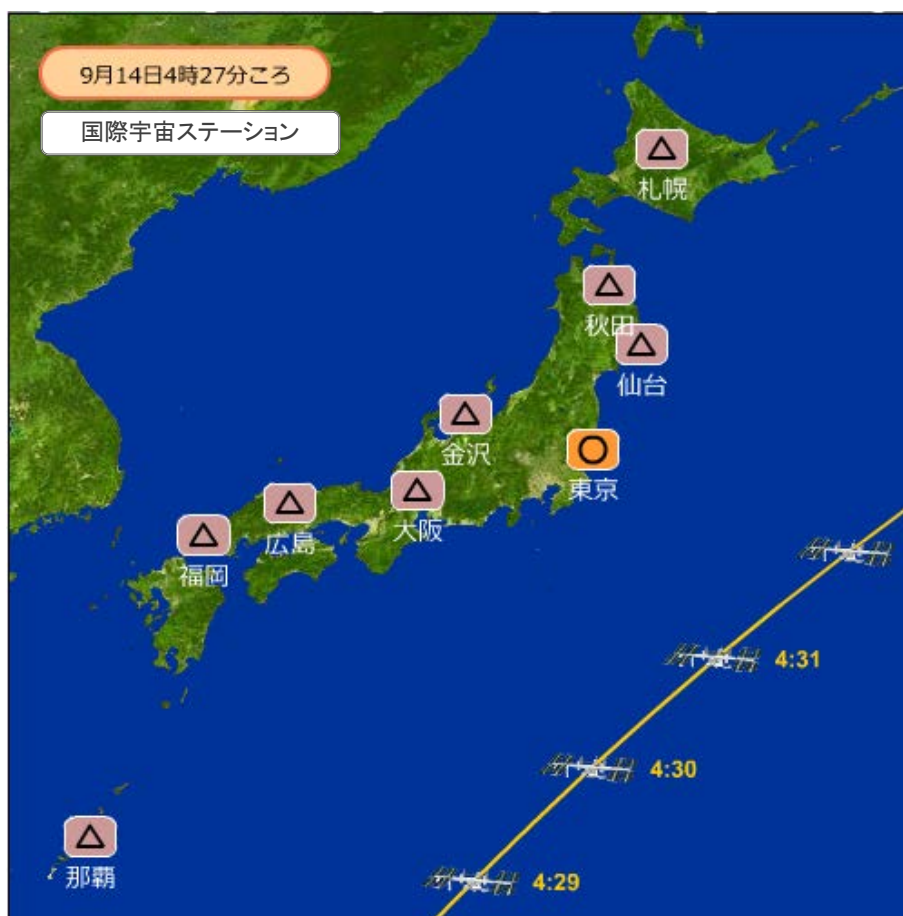 9月14日4時27分ころ
国際宇宙ステーション
札幌
秋田
仙台
金沢
東京
大阪
広島
福岡
4:31
4:30
那覇
4:29